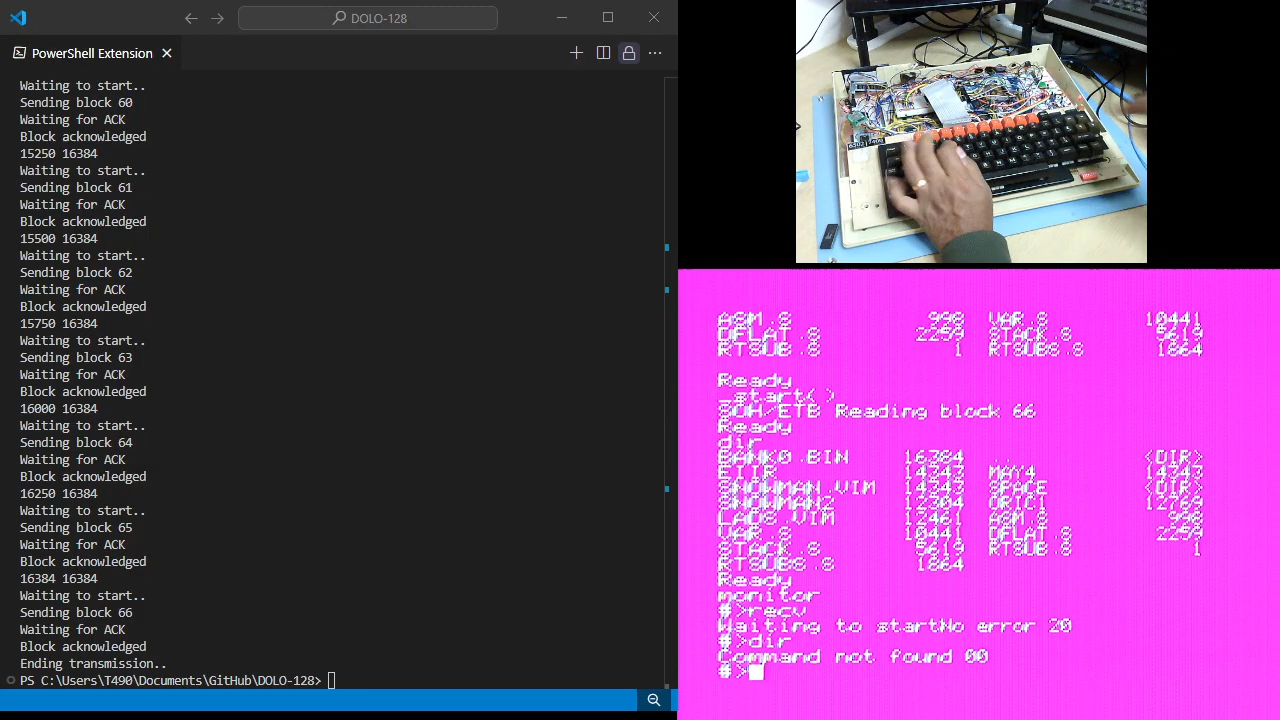 DOLO-128
PowerShell Extension
Waiting to start..
Sending block 60
Waiting for ACK
Block acknowledged
15250 16384
Waiting to start..
Sending block 61
Waiting for ACK
Block acknowledged
15500 16384
Waiting to start..
Sending block 62
Waiting for ACK
Block acknowledged
15750 16384
Waiting to start..
Sending block 63
Waiting for ACK
Block acknowledged
16000 16384
Waiting to start..
Sending block 64
Waiting for ACK
Block acknowledged
16250 16384
Waiting to start..
Sending block 65
Waiting for ACK
Block acknowledged
16384 16384
Waiting to start..
Sending block 66
Waiting for ACK
Block acknowledged
Ending transmission..
PS C:\Users\T490\Documents\GitHub\DOLO-128>
ASM.S 998 VAR.S 10441
DFLAT.S 2259 STACK.S 5619
RTSUB.S 1 RTSUBS.S 1864
Ready
_start()
SOH/ETB Reading block 66
Ready
dir
BANK0.BIN 16384 .. <DIR>
14343 MAY4 14343
SNOWMAN.VIM 14343 SPACE <DIR>
SNOWMAN2 12304 ORIC1 12769
LADS.VIM 12461 ASM.S 998
VAR.S 10441 DFLAT.S 2259
STACK.S 5619 RTSUB.S 1
RTSUBS.S 1864
Ready
monitor
#>recv
Waiting to startNo error 20
#>dir
Command not found 00
#>